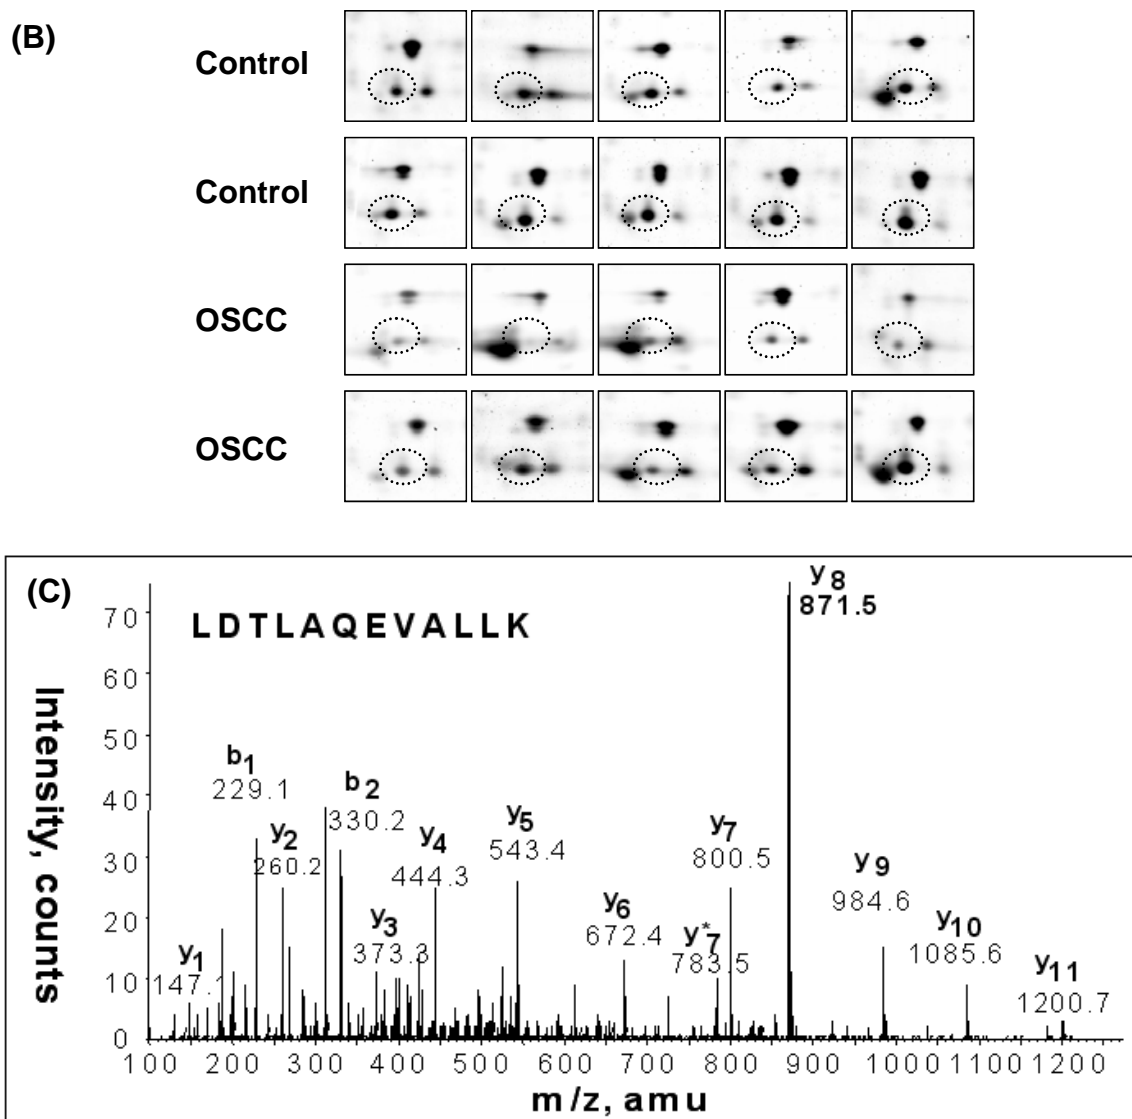 (B)
Control
Control
OSCC
OSCC
(C)
LDTLAQEVALLK
Intensity, counts
70
60
50
40
30
20
10
0
y1
147.1
b1
229.1
y2
260.2
b2
330.2
y3
373.3
y4
444.3
y5
543.4
y6
672.4
y*7
783.5
y7
800.5
y8
871.5
y9
984.6
y10
1085.6
y11
1200.7
100 200 300 400 500 600 700 800 900 1000 1100 1200
m/z, amu